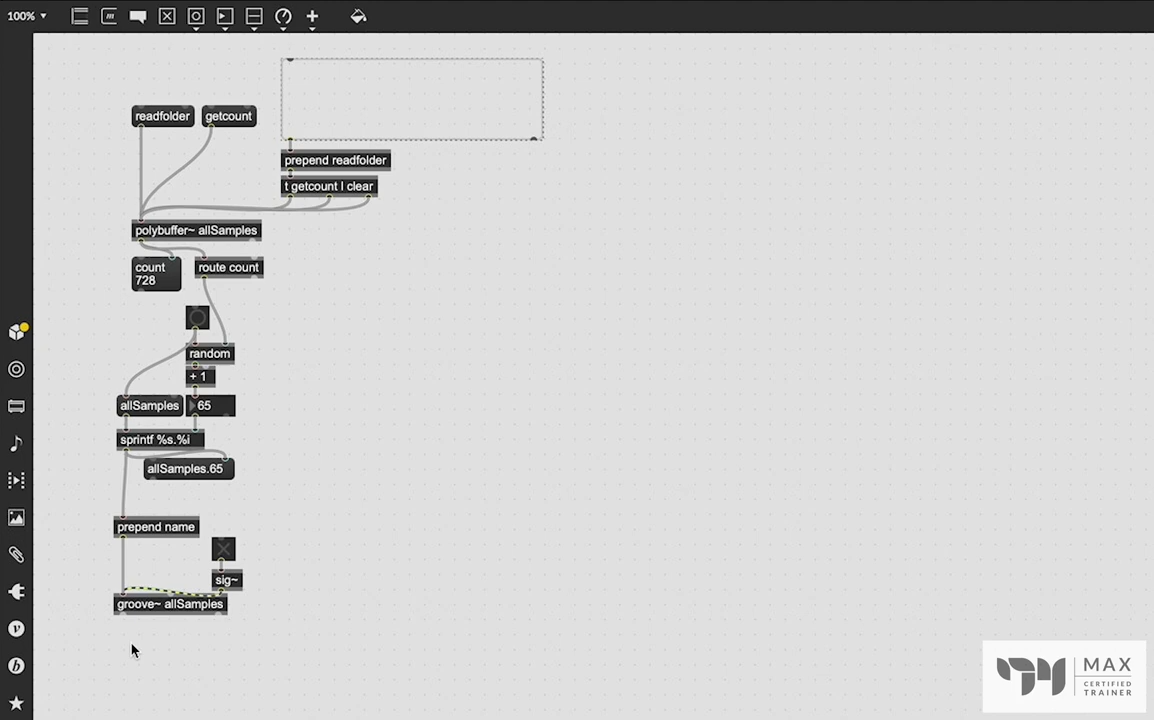 100%
readfolder
getcount
prepend readfolder
t getcount l clear
polybuffer~ allSamples
count
728
route count
random
+ 1
allSamples
65
sprintf %s.%i
allSamples.65
prepend name
sig~
groove~ allSamples
MAX
CERTIFIED
TRAINER